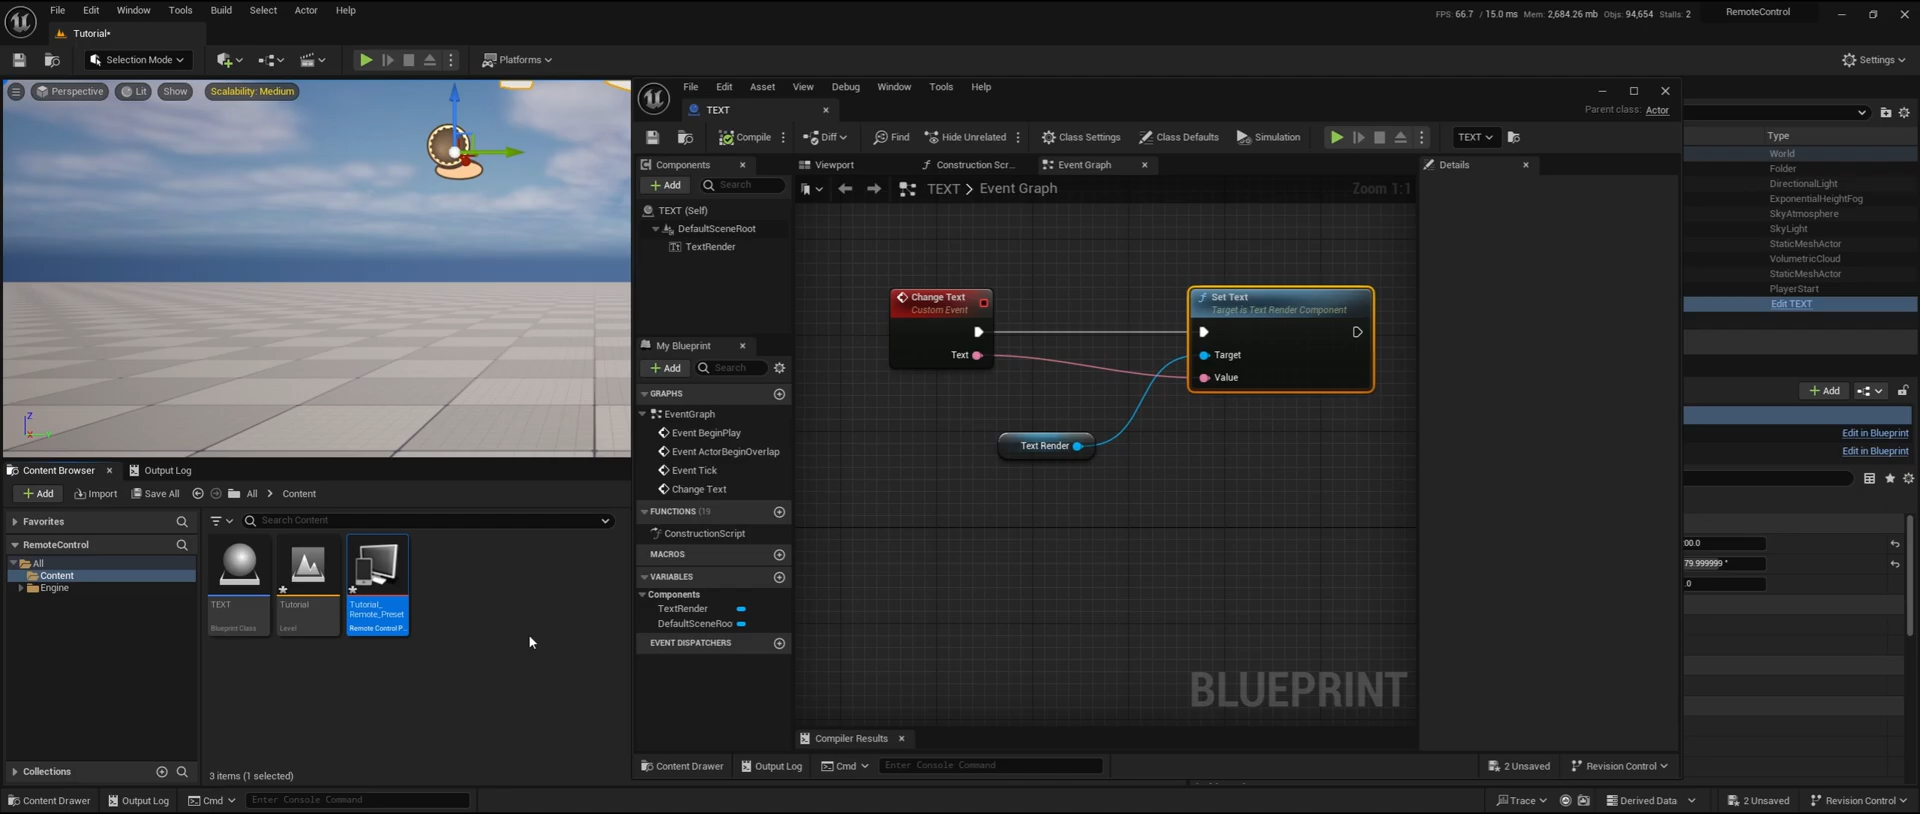 File Edit Window Tools Build Select Actor Help
FPS: 66.7 / 15.0 ms Mem: 2,684.26 mb Objs: 94,654 Stalls: 2 RemoteControl
Tutorial*
Selection Mode Platforms Settings
Perspective Lit Show Scalability: Medium
Z
File Edit Asset View Debug Window Tools Help
TEXT
Parent class: Actor
Compile Diff Find Hide Unrelated Class Settings Class Defaults Simulation TEXT
Components Viewport Construction Scr... Event Graph Details
Add Search
TEXT > Event Graph Zoom 1:1
TEXT (Self)
DefaultSceneRoot
TextRender
Change Text
Custom Event
Text
Set Text
Target is Text Render Component
Target
Value
Text Render
BLUEPRINT
My Blueprint
Add Search
GRAPHS
EventGraph
Event BeginPlay
Event ActorBeginOverlap
Event Tick
Change Text
FUNCTIONS (19
ConstructionScript
MACROS
VARIABLES
Components
TextRender
DefaultSceneRoo
EVENT DISPATCHERS
Compiler Results
Content Drawer Output Log Cmd Enter Console Command 2 Unsaved Revision Control
Type
World
Folder
DirectionalLight
ExponentialHeightFog
SkyAtmosphere
SkyLight
StaticMeshActor
VolumetricCloud
StaticMeshActor
PlayerStart
Edit TEXT
Add
Edit in Blueprint
Edit in Blueprint
00.0
79.999999 °
.0
Content Browser Output Log
Add Import Save All All > Content
Favorites
Search Content
RemoteControl
All
Content
Engine
TEXT
Blueprint Class
Tutorial
Level
Tutorial_
Remote_Preset
Remote Control P...
Collections
3 items (1 selected)
Content Drawer Output Log Cmd Enter Console Command Trace Derived Data 2 Unsaved Revision Control